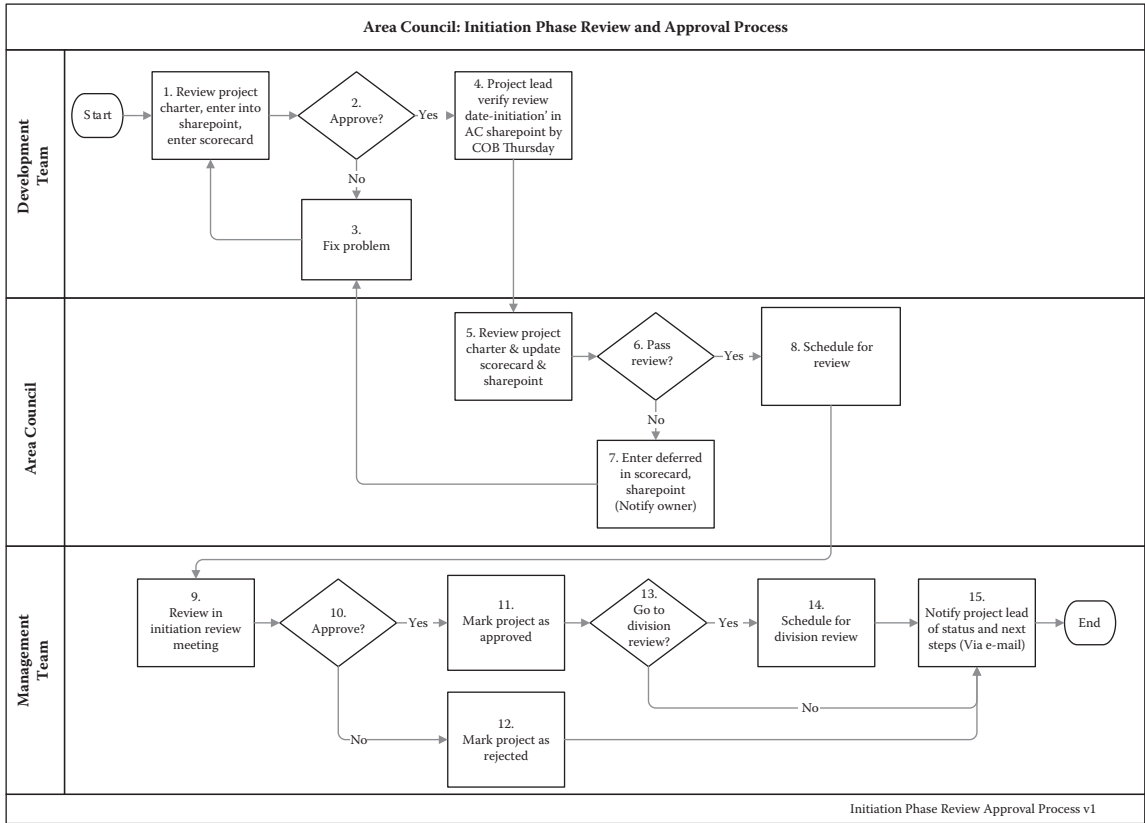 Area Council: Initiation Phase Review and Approval Process
Development
Team
Start
1. Review project
charter, enter into
sharepoint,
enter scorecard
2.
Approve?
Yes
4. Project lead
verify review
date-initiation’ in
AC sharepoint by
COB Thursday
No
3.
Fix problem
Area Council
5. Review project
charter & update
scorecard &
sharepoint
6. Pass
review?
Yes
8. Schedule for
review
No
7. Enter deferred
in scorecard,
sharepoint
(Notify owner)
Management
Team
9.
Review in
initiation review
meeting
10.
Approve?
Yes
11.
Mark project as
approved
13.
Go to
division
review?
Yes
14.
Schedule for
division review
15.
Notify project lead
of status and next
steps (Via e-mail)
End
No
No
12.
Mark project as
rejected
Initiation Phase Review Approval Process v1